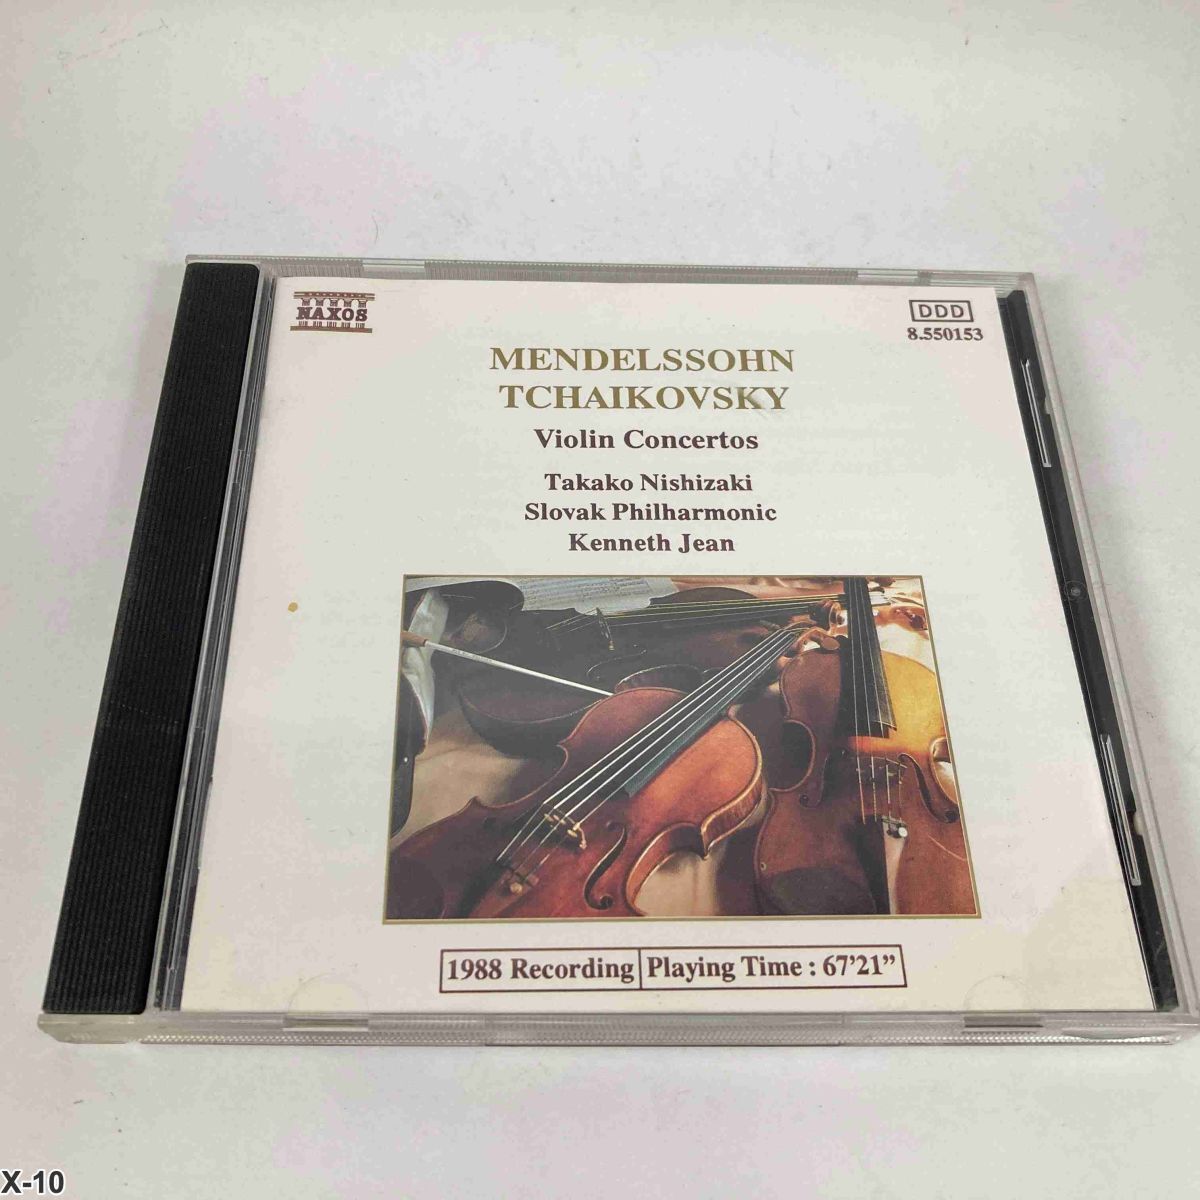 NAXOS
DDD
8.550153
MENDELSSOHN
TCHAIKOVSKY
Violin Concertos
Takako Nishizaki
Slovak Philharmonic
Kenneth Jean
1988 Recording Playing Time : 67'21”
X-10